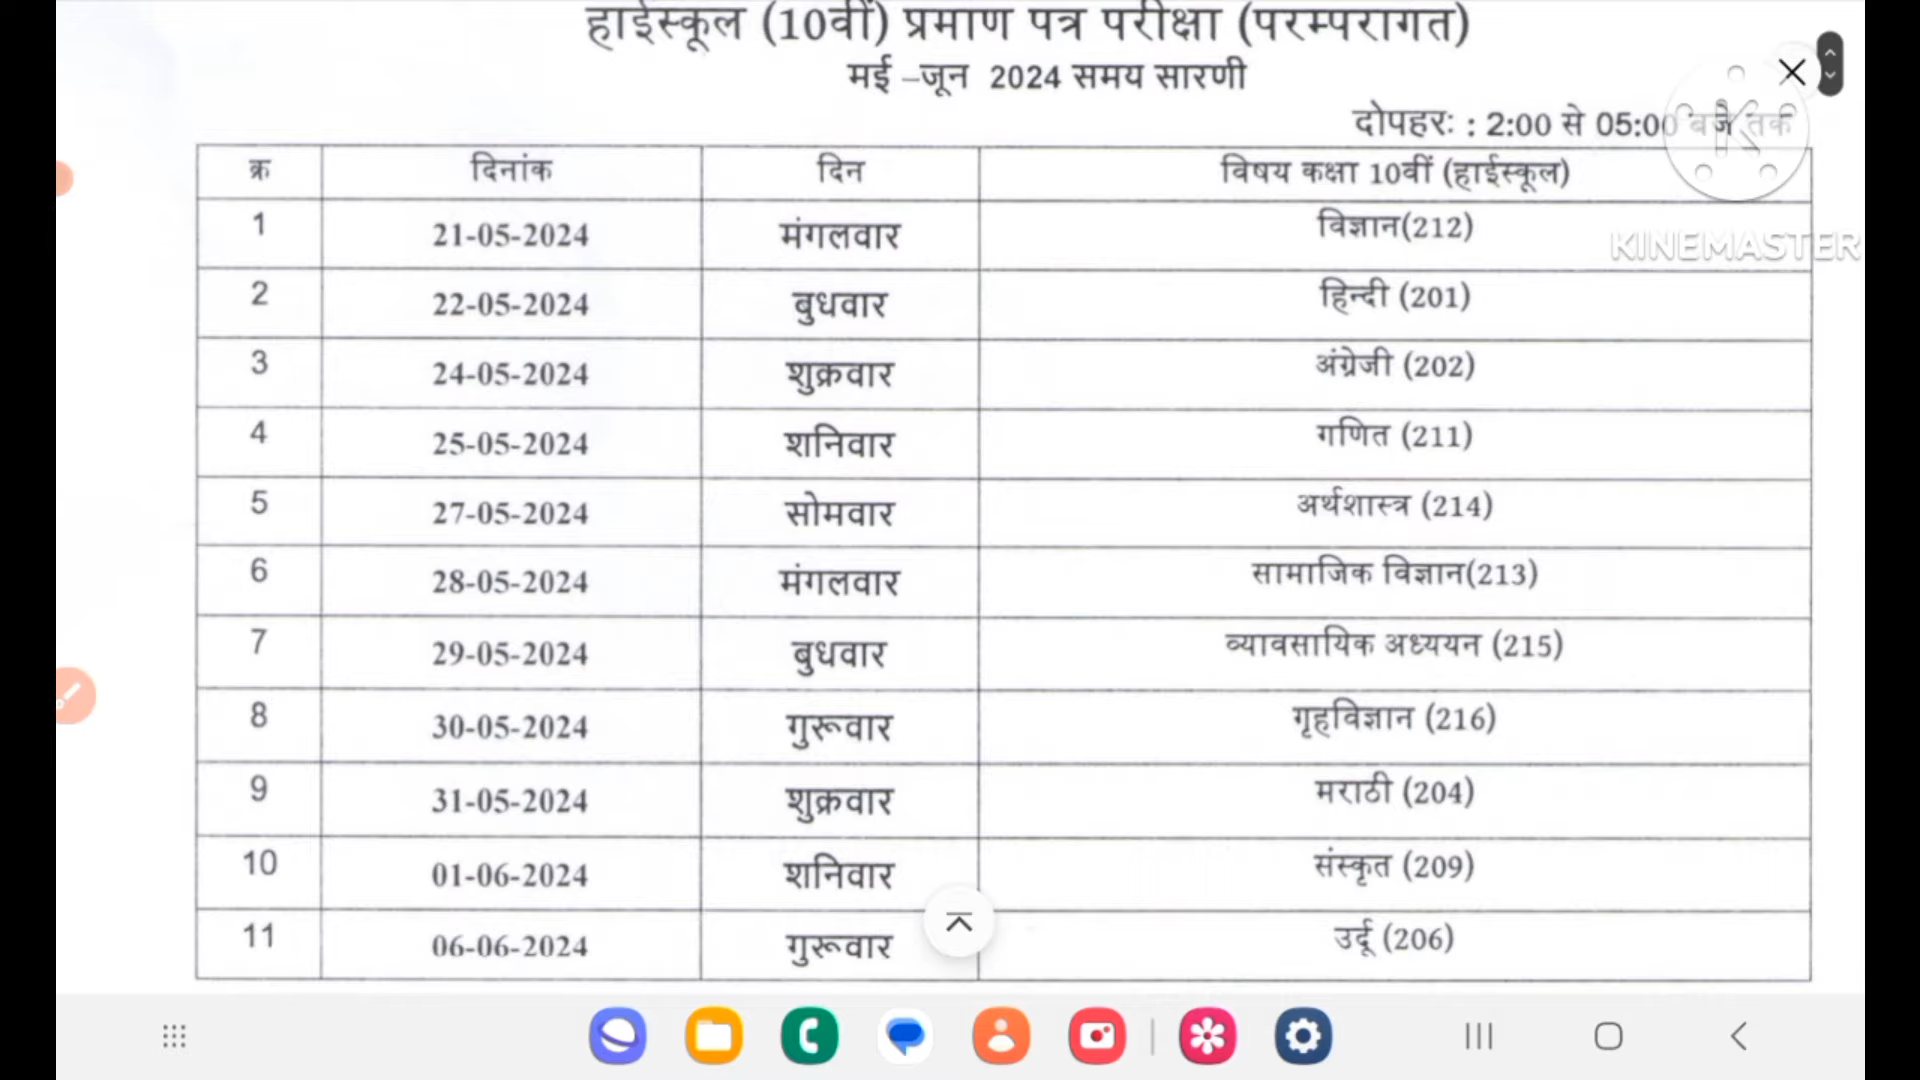 हाईस्कूल (10वीं) प्रमाण पत्र परीक्षा (परम्परागत)
मई –जून 2024 समय सारणी
दोपहरः : 2:00 से 05:00 बजे तक
क्र दिनांक दिन विषय कक्षा 10वीं (हाईस्कूल)
1 21-05-2024 मंगलवार विज्ञान(212)
KINEMASTER
2 22-05-2024 बुधवार हिन्दी (201)
3 24-05-2024 शुक्रवार अंग्रेजी (202)
4 25-05-2024 शनिवार गणित (211)
5 27-05-2024 सोमवार अर्थशास्त्र (214)
6 28-05-2024 मंगलवार सामाजिक विज्ञान(213)
7 29-05-2024 बुधवार व्यावसायिक अध्ययन (215)
8 30-05-2024 गुरूवार गृहविज्ञान (216)
9 31-05-2024 शुक्रवार मराठी (204)
10 01-06-2024 शनिवार संस्कृत (209)
11 06-06-2024 गुरूवार उर्दू (206)